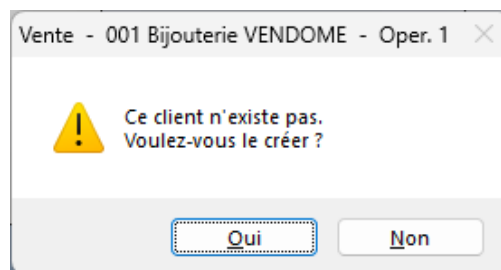 Vente - 001 Bijouterie VENDOME - Oper. 1
Ce client n'existe pas.
Voulez-vous le créer ?
Oui
Non